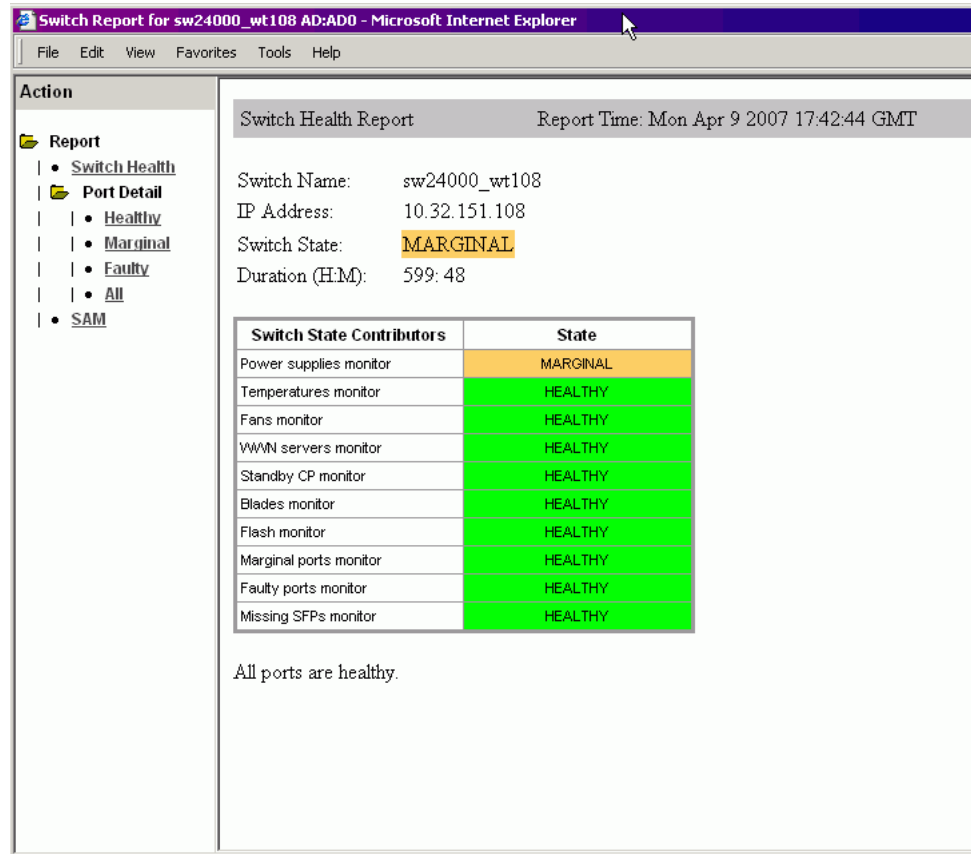 Switch Report for sw24000_wt108 AD:AD0 - Microsoft Internet Explorer
File Edit View Favorites Tools Help
Action
Report
Switch Health
Port Detail
Healthy
Marginal
Faulty
All
SAM
Switch Health Report Report Time: Mon Apr 9 2007 17:42:44 GMT
Switch Name: sw24000_wt108
IP Address: 10.32.151.108
Switch State: MARGINAL
Duration (H:M): 599: 48
Switch State Contributors State
Power supplies monitor MARGINAL
Temperatures monitor HEALTHY
Fans monitor HEALTHY
WWN servers monitor HEALTHY
Standby CP monitor HEALTHY
Blades monitor HEALTHY
Flash monitor HEALTHY
Marginal ports monitor HEALTHY
Faulty ports monitor HEALTHY
Missing SFPs monitor HEALTHY
All ports are healthy.